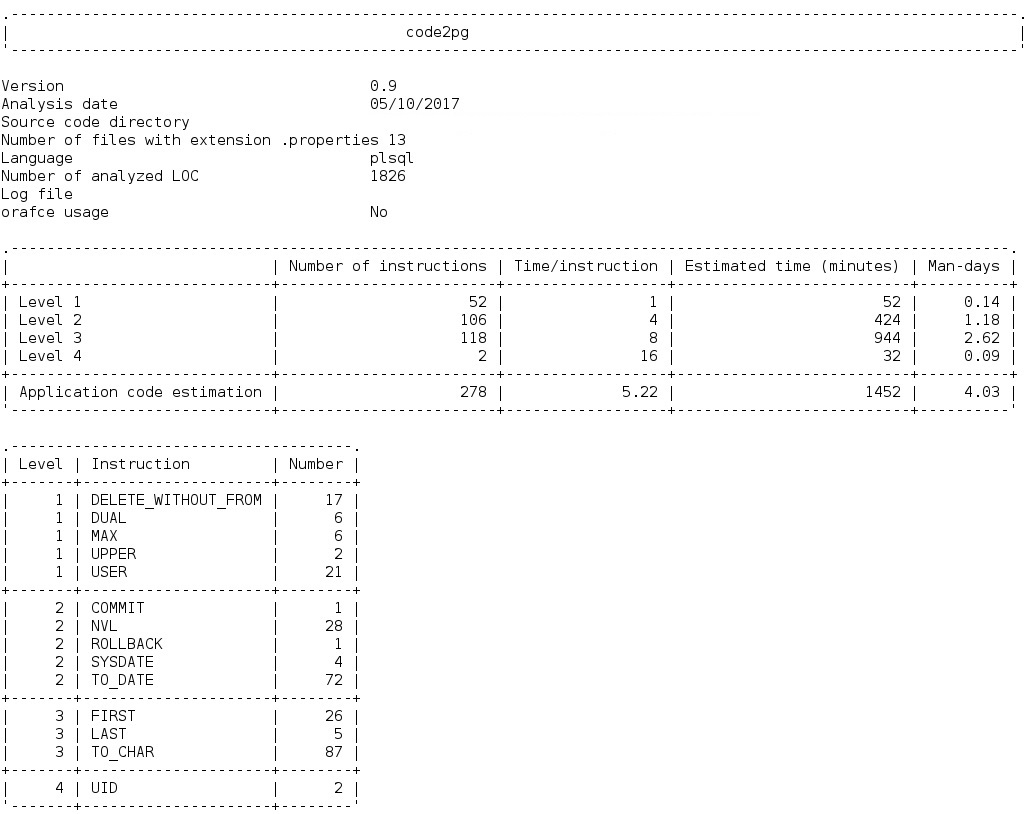 code2pg
Version 0.9
Analysis date 05/10/2017
Source code directory
Number of files with extension .properties 13
Language plsql
Number of analyzed LOC 1826
Log file
orafce usage No
| | Number of instructions | Time/instruction | Estimated time (minutes) | Man-days |
| Level 1 | 52 | 1 | 52 | 0.14 |
| Level 2 | 106 | 4 | 424 | 1.18 |
| Level 3 | 118 | 8 | 944 | 2.62 |
| Level 4 | 2 | 16 | 32 | 0.09 |
| Application code estimation | 278 | 5.22 | 1452 | 4.03 |
| Level | Instruction | Number |
| 1 | DELETE_WITHOUT_FROM | 17 |
| 1 | DUAL | 6 |
| 1 | MAX | 6 |
| 1 | UPPER | 2 |
| 1 | USER | 21 |
| 2 | COMMIT | 1 |
| 2 | NVL | 28 |
| 2 | ROLLBACK | 1 |
| 2 | SYSDATE | 4 |
| 2 | TO_DATE | 72 |
| 3 | FIRST | 26 |
| 3 | LAST | 5 |
| 3 | TO_CHAR | 87 |
| 4 | UID | 2 |